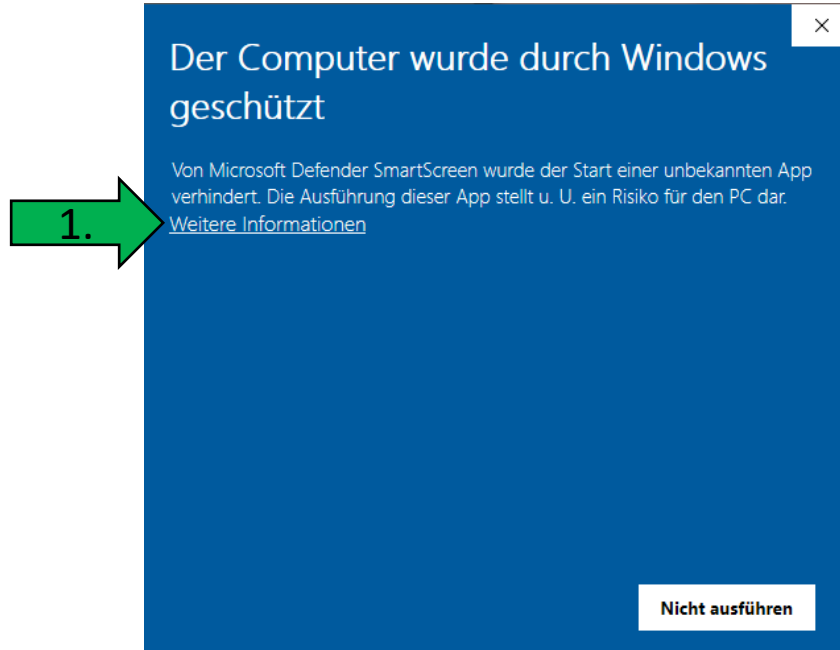 Der Computer wurde durch Windows
geschützt
Von Microsoft Defender SmartScreen wurde der Start einer unbekannten App
verhindert. Die Ausführung dieser App stellt u. U. ein Risiko für den PC dar.
1.
Weitere Informationen
Nicht ausführen